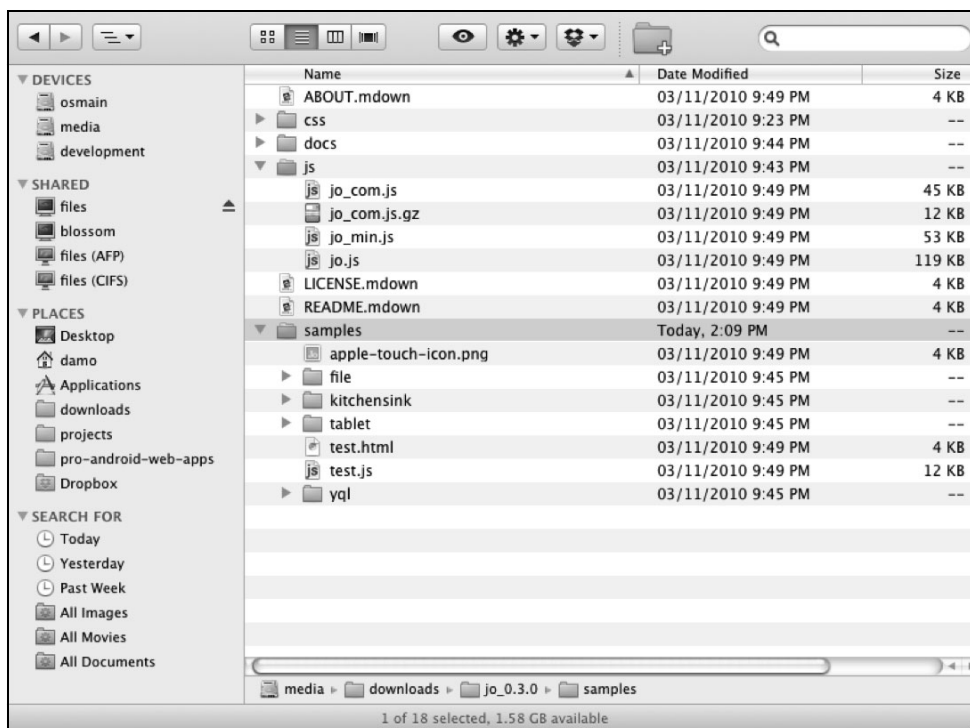 DEVICES
osmain
media
development
SHARED
files
blossom
files (AFP)
files (CIFS)
PLACES
Desktop
damo
Applications
downloads
projects
pro-android-web-apps
Dropbox
SEARCH FOR
Today
Yesterday
Past Week
All Images
All Movies
All Documents
Name Date Modified Size
ABOUT.mdown 03/11/2010 9:49 PM 4 KB
css 03/11/2010 9:23 PM --
docs 03/11/2010 9:44 PM --
js 03/11/2010 9:43 PM --
js jo_com.js 03/11/2010 9:49 PM 45 KB
jo_com.js.gz 03/11/2010 9:49 PM 12 KB
js jo_min.js 03/11/2010 9:49 PM 53 KB
js jo.js 03/11/2010 9:49 PM 119 KB
LICENSE.mdown 03/11/2010 9:49 PM 4 KB
README.mdown 03/11/2010 9:49 PM 4 KB
samples Today, 2:09 PM --
apple-touch-icon.png 03/11/2010 9:49 PM 4 KB
file 03/11/2010 9:45 PM --
kitchensink 03/11/2010 9:45 PM --
tablet 03/11/2010 9:45 PM --
test.html 03/11/2010 9:49 PM 4 KB
js test.js 03/11/2010 9:49 PM 12 KB
yql 03/11/2010 9:45 PM --
media downloads jo_0.3.0 samples
1 of 18 selected, 1.58 GB available